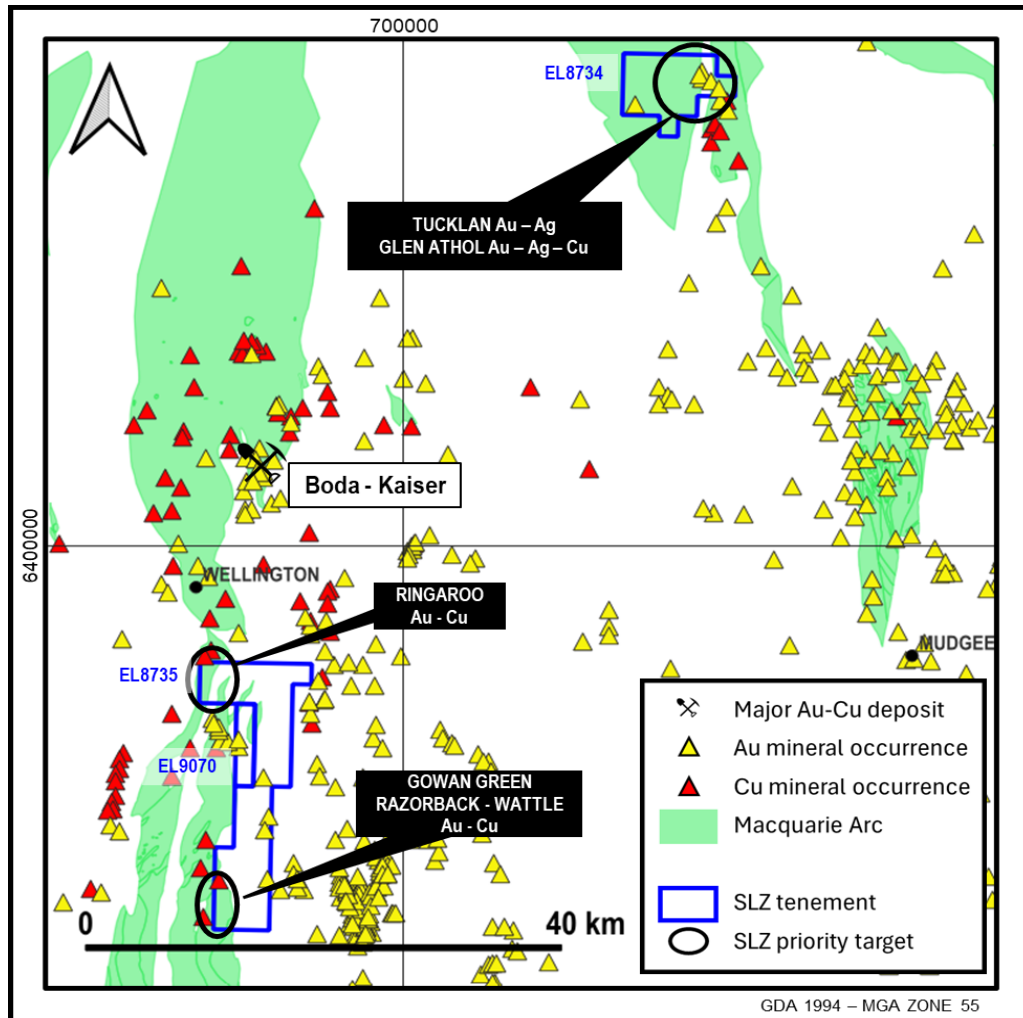 700000
EL8734
TUCKLAN Au – Ag
GLEN ATHOL Au – Ag – Cu
Boda - Kaiser
6400000
WELLINGTON
RINGAROO
Au - Cu
EL8735
MUDGEE
EL9070
GOWAN GREEN
RAZORBACK - WATTLE
Au - Cu
0
40 km
Major Au-Cu deposit
Au mineral occurrence
Cu mineral occurrence
Macquarie Arc
SLZ tenement
SLZ priority target
GDA 1994 – MGA ZONE 55